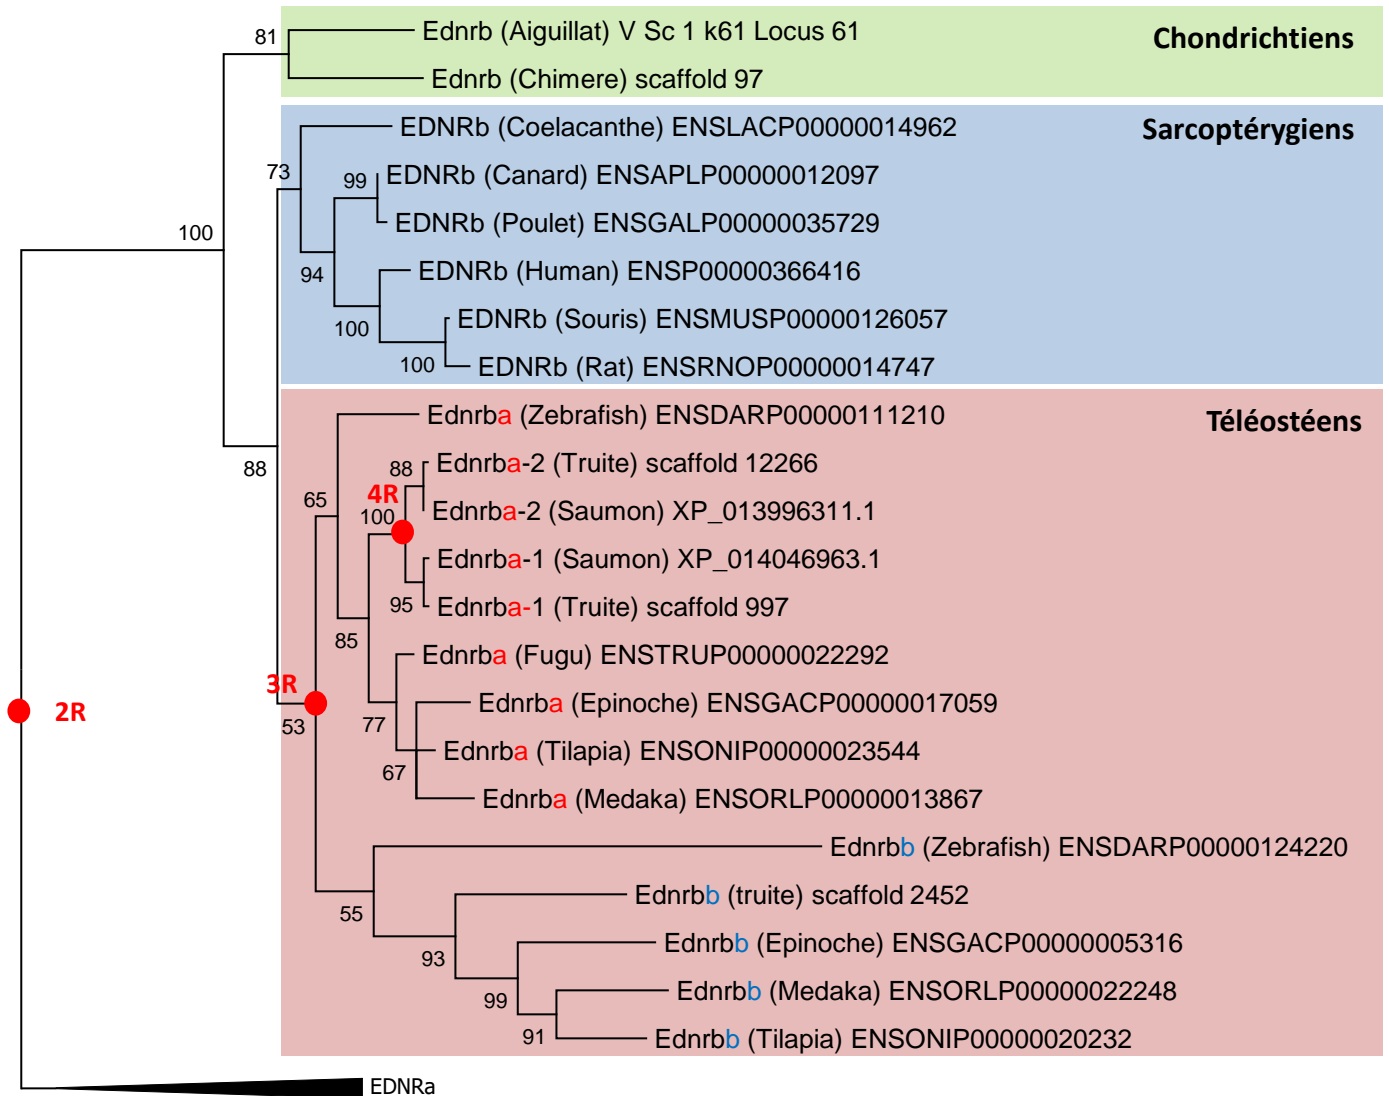 81
Ednrb (Aiguillat) V Sc 1 k61 Locus 61
Chondrichtiens
Ednrb (Chimere) scaffold 97
EDNRb (Coelacanthe) ENSLACP00000014962
Sarcoptérygiens
73
99
EDNRb (Canard) ENSAPLP00000012097
EDNRb (Poulet) ENSGALP00000035729
100
94
EDNRb (Human) ENSP00000366416
EDNRb (Souris) ENSMUSP00000126057
100
100
EDNRb (Rat) ENSRNOP00000014747
Ednrba (Zebrafish) ENSDARP00000111210
Téléostéens
88
88
Ednrba-2 (Truite) scaffold 12266
65
4R
100
Ednrba-2 (Saumon) XP_013996311.1
Ednrba-1 (Saumon) XP_014046963.1
95
Ednrba-1 (Truite) scaffold 997
85
Ednrba (Fugu) ENSTRUP00000022292
3R
2R
53
77
Ednrba (Epinoche) ENSGACP00000017059
67
Ednrba (Tilapia) ENSONIP00000023544
Ednrba (Medaka) ENSORLP00000013867
Ednrbb (Zebrafish) ENSDARP00000124220
55
Ednrbb (truite) scaffold 2452
93
Ednrbb (Epinoche) ENSGACP00000005316
99
Ednrbb (Medaka) ENSORLP00000022248
91
Ednrbb (Tilapia) ENSONIP00000020232
EDNRa